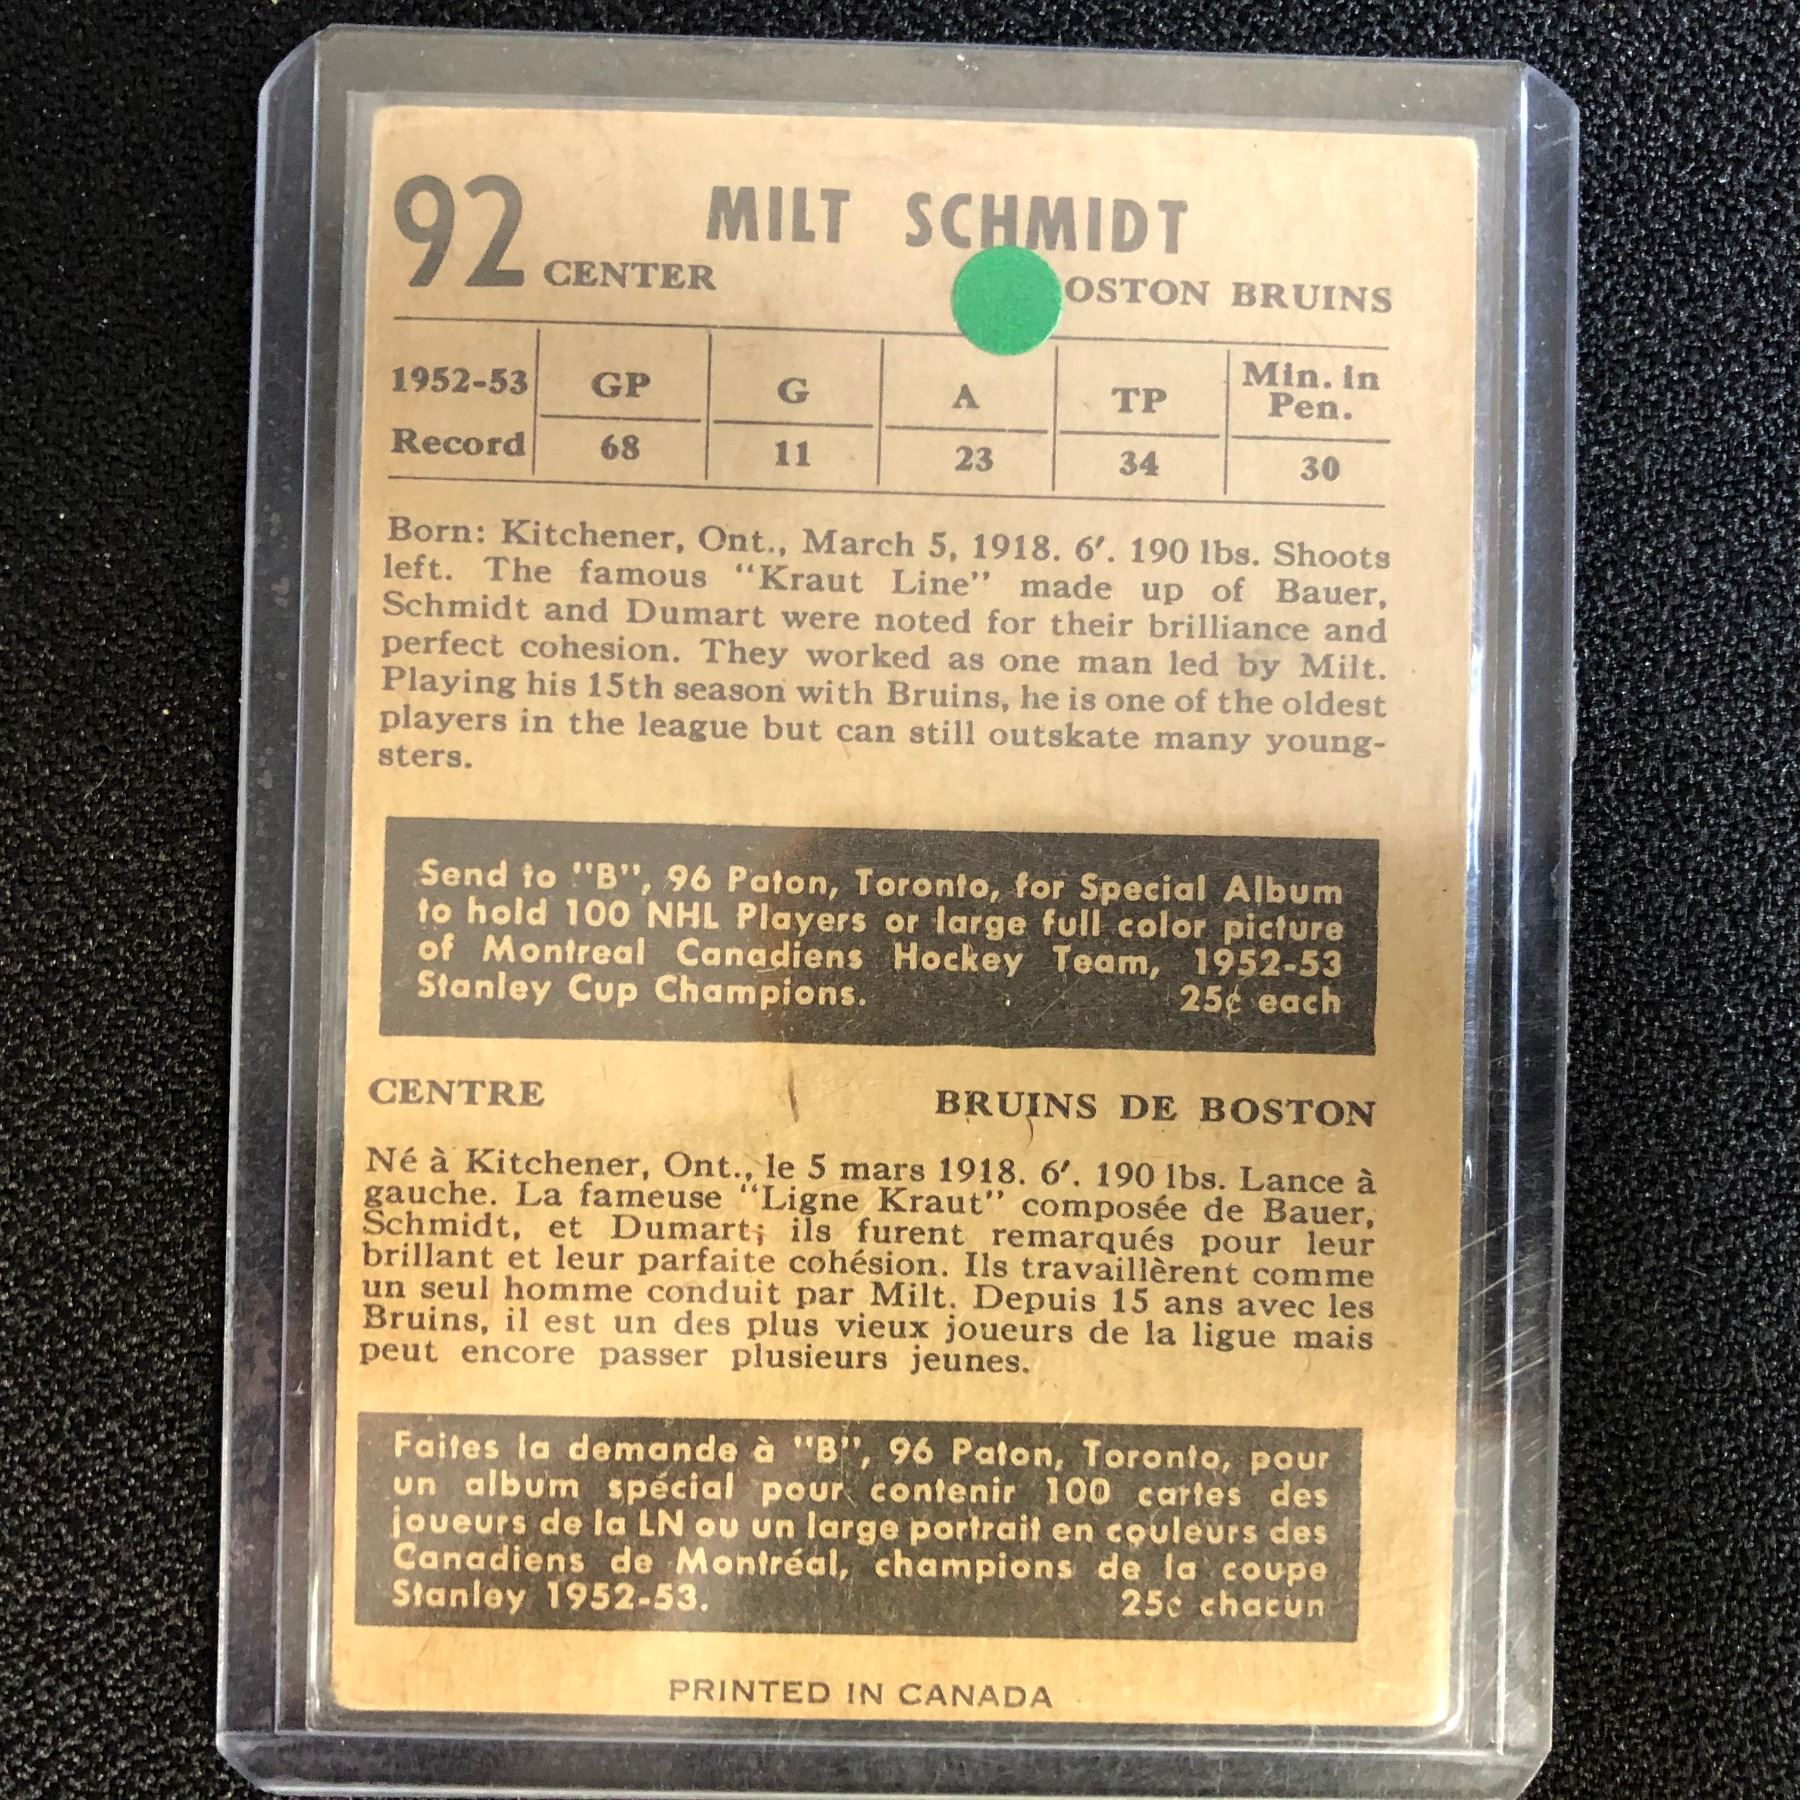 92 MILT SCHMIDT
CENTER OSTON BRUINS
1952-53 GP G A TP Min. in Pen.
Record 68 11 23 34 30
Born: Kitchener, Ont., March 5, 1918. 6'. 190 lbs. Shoots
left. The famous "Kraut Line" made up of Bauer,
Schmidt and Dumart were noted for their brilliance and
perfect cohesion. They worked as one man led by Milt.
Playing his 15th season with Bruins, he is one of the oldest
players in the league but can still outskate many young-
sters.
Send to "B", 96 Paton, Toronto, for Special Album
to hold 100 NHL Players or large full color picture
of Montreal Canadiens Hockey Team, 1952-53
Stanley Cup Champions. 25¢ each
CENTRE BRUINS DE BOSTON
Né à Kitchener, Ont., le 5 mars 1918. 6'. 190 lbs. Lance à
gauche. La fameuse "Ligne Kraut" composée de Bauer,
Schmidt, et Dumart; ils furent remarqués pour leur
brillant et leur parfaite cohésion. Ils travaillèrent comme
un seul homme conduit par Milt. Depuis 15 ans avec les
Bruins, il est un des plus vieux joueurs de la ligue mais
peut encore passer plusieurs jeunes.
Faites la demande à "B", 96 Paton, Toronto, pour
un album spécial pour contenir 100 cartes des
joueurs de la LN ou un large portrait en couleurs des
Canadiens de Montréal, champions de la coupe
Stanley 1952-53. 25¢ chacun
PRINTED IN CANADA